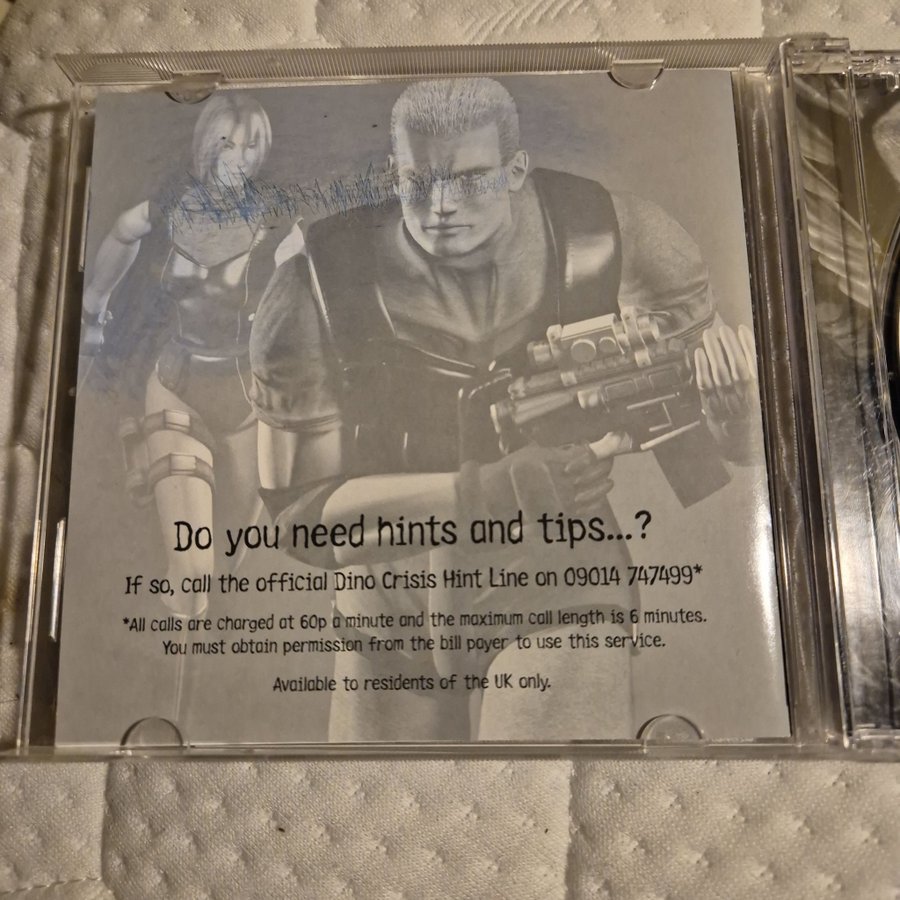 Do you need hints and tips...?
If so, call the official Dino Crisis Hint Line on 09014 747499*
*All calls are charged at 60p a minute and the maximum call length is 6 minutes.
You must obtain permission from the bill payer to use this service.
Available to residents of the UK only.